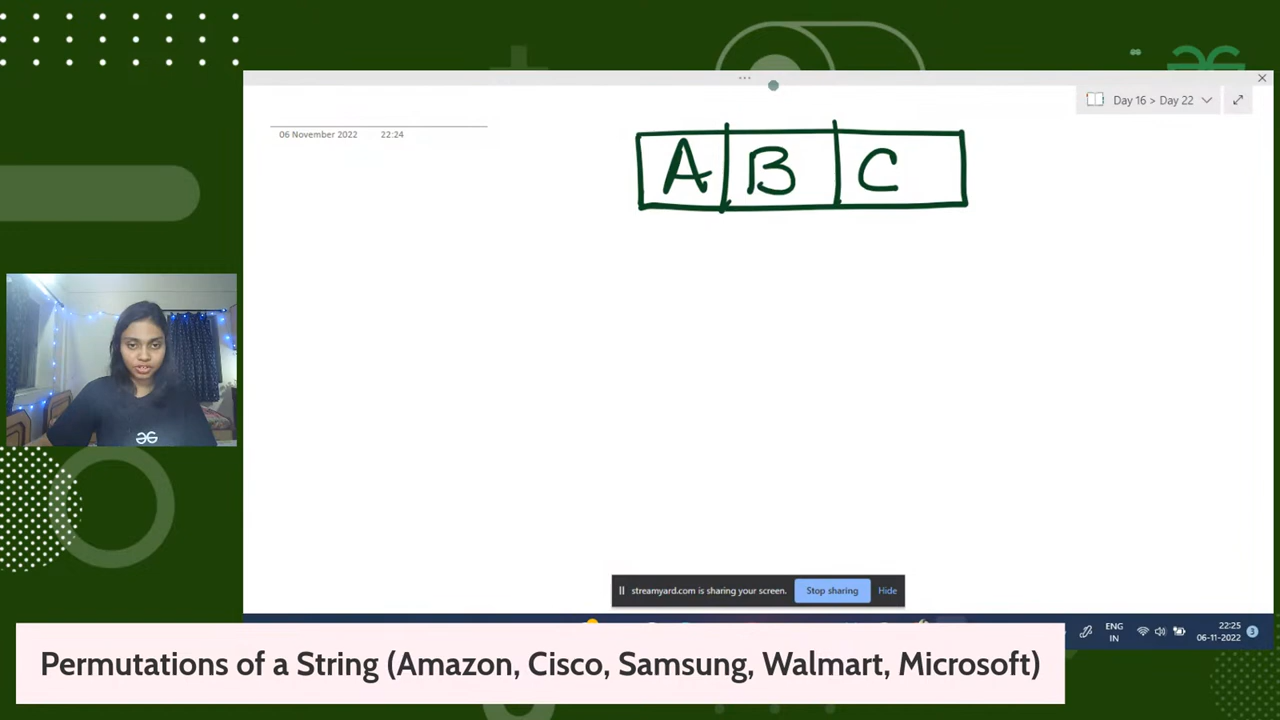 Day 16 > Day 22
06 November 2022 22:24
A B C
streamyard.com is sharing your screen. Stop sharing Hide
ENG
IN
22:25
06-11-2022
3
Permutations of a String (Amazon, Cisco, Samsung, Walmart, Microsoft)